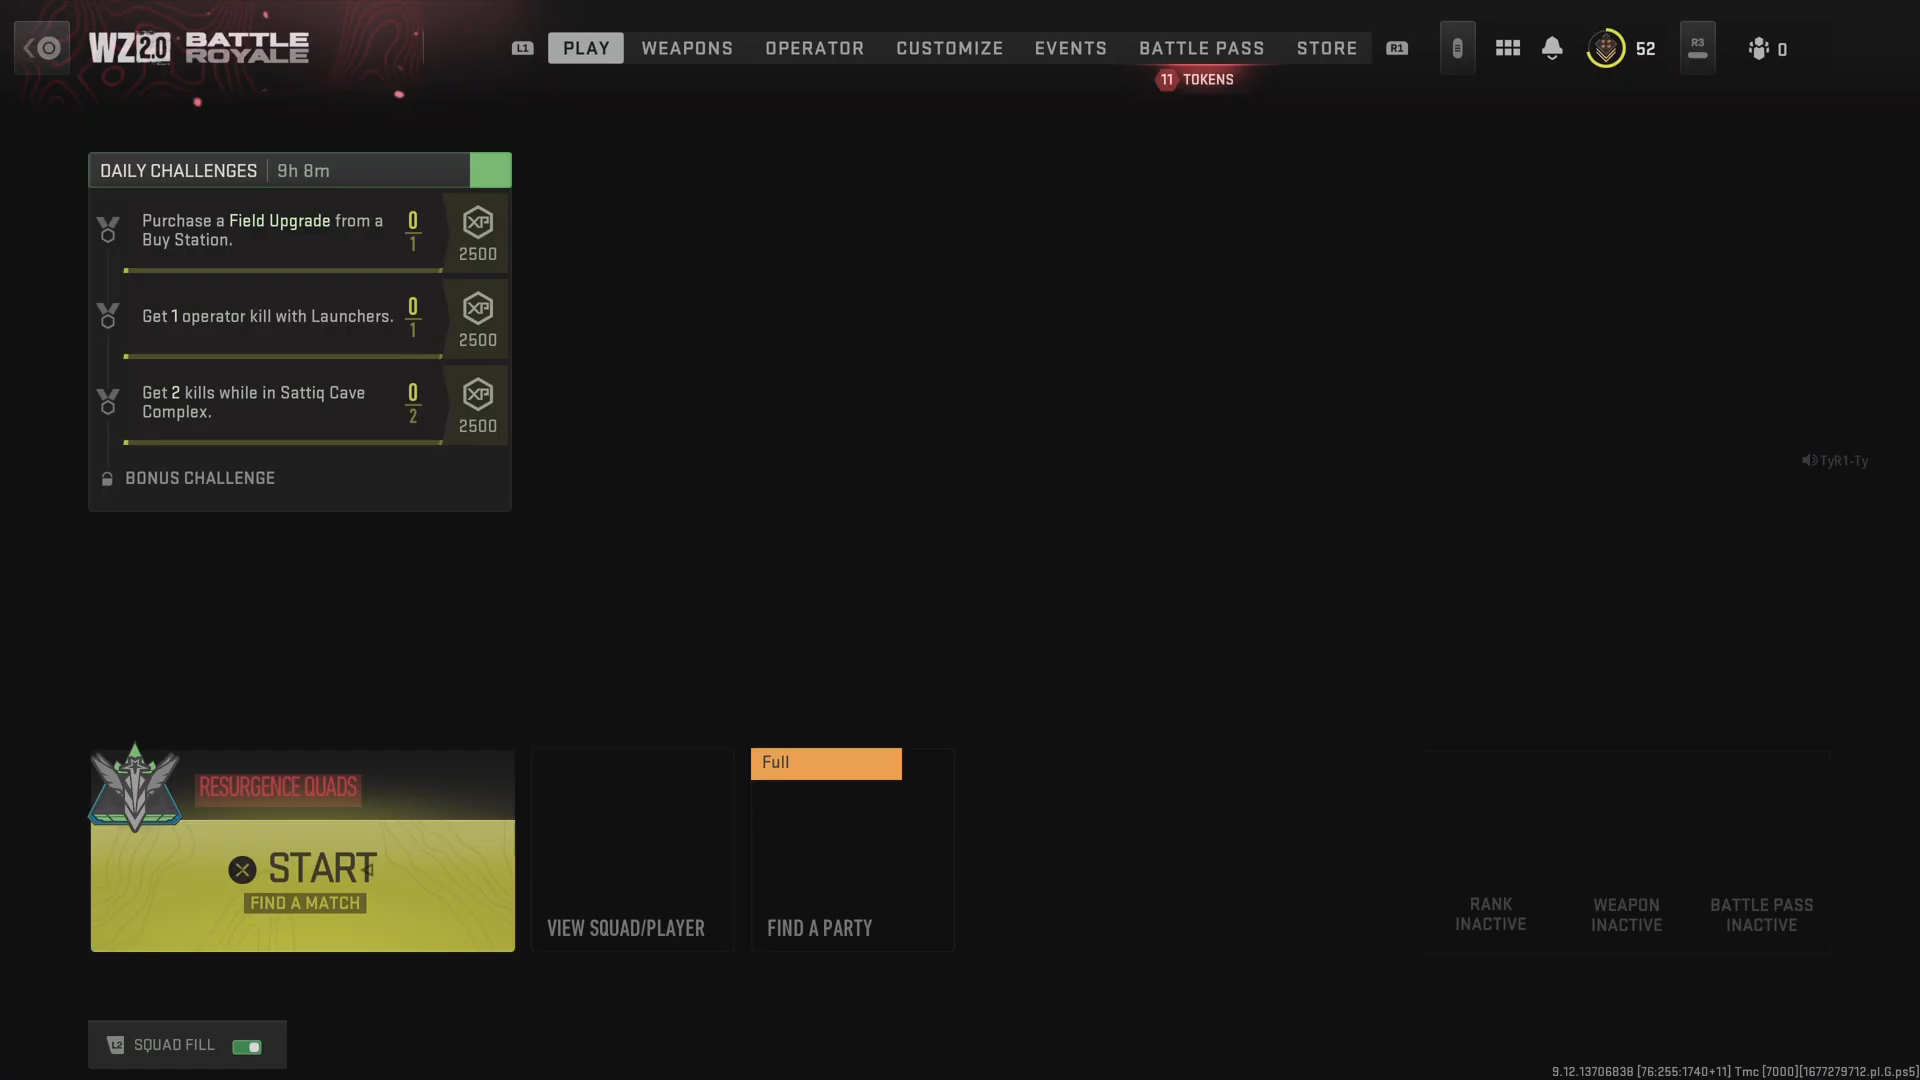 WZ2.0 BATTLE ROYALE
L1 PLAY WEAPONS OPERATOR CUSTOMIZE EVENTS BATTLE PASS STORE R1
52
R3
0
11 TOKENS
DAILY CHALLENGES 9h 8m
Purchase a Field Upgrade from a
Buy Station.
0
1
XP
2500
Get 1 operator kill with Launchers.
0
1
XP
2500
Get 2 kills while in Sattiq Cave
Complex.
0
2
XP
2500
BONUS CHALLENGE
TyR1-Ty
RESURGENCE QUADS
START
FIND A MATCH
VIEW SQUAD/PLAYER
Full
FIND A PARTY
RANK
INACTIVE
WEAPON
INACTIVE
BATTLE PASS
INACTIVE
L2 SQUAD FILL
9.12.13706838 [76:255:1740+11] Tmc [7000][1677279712.pl.G.ps5]